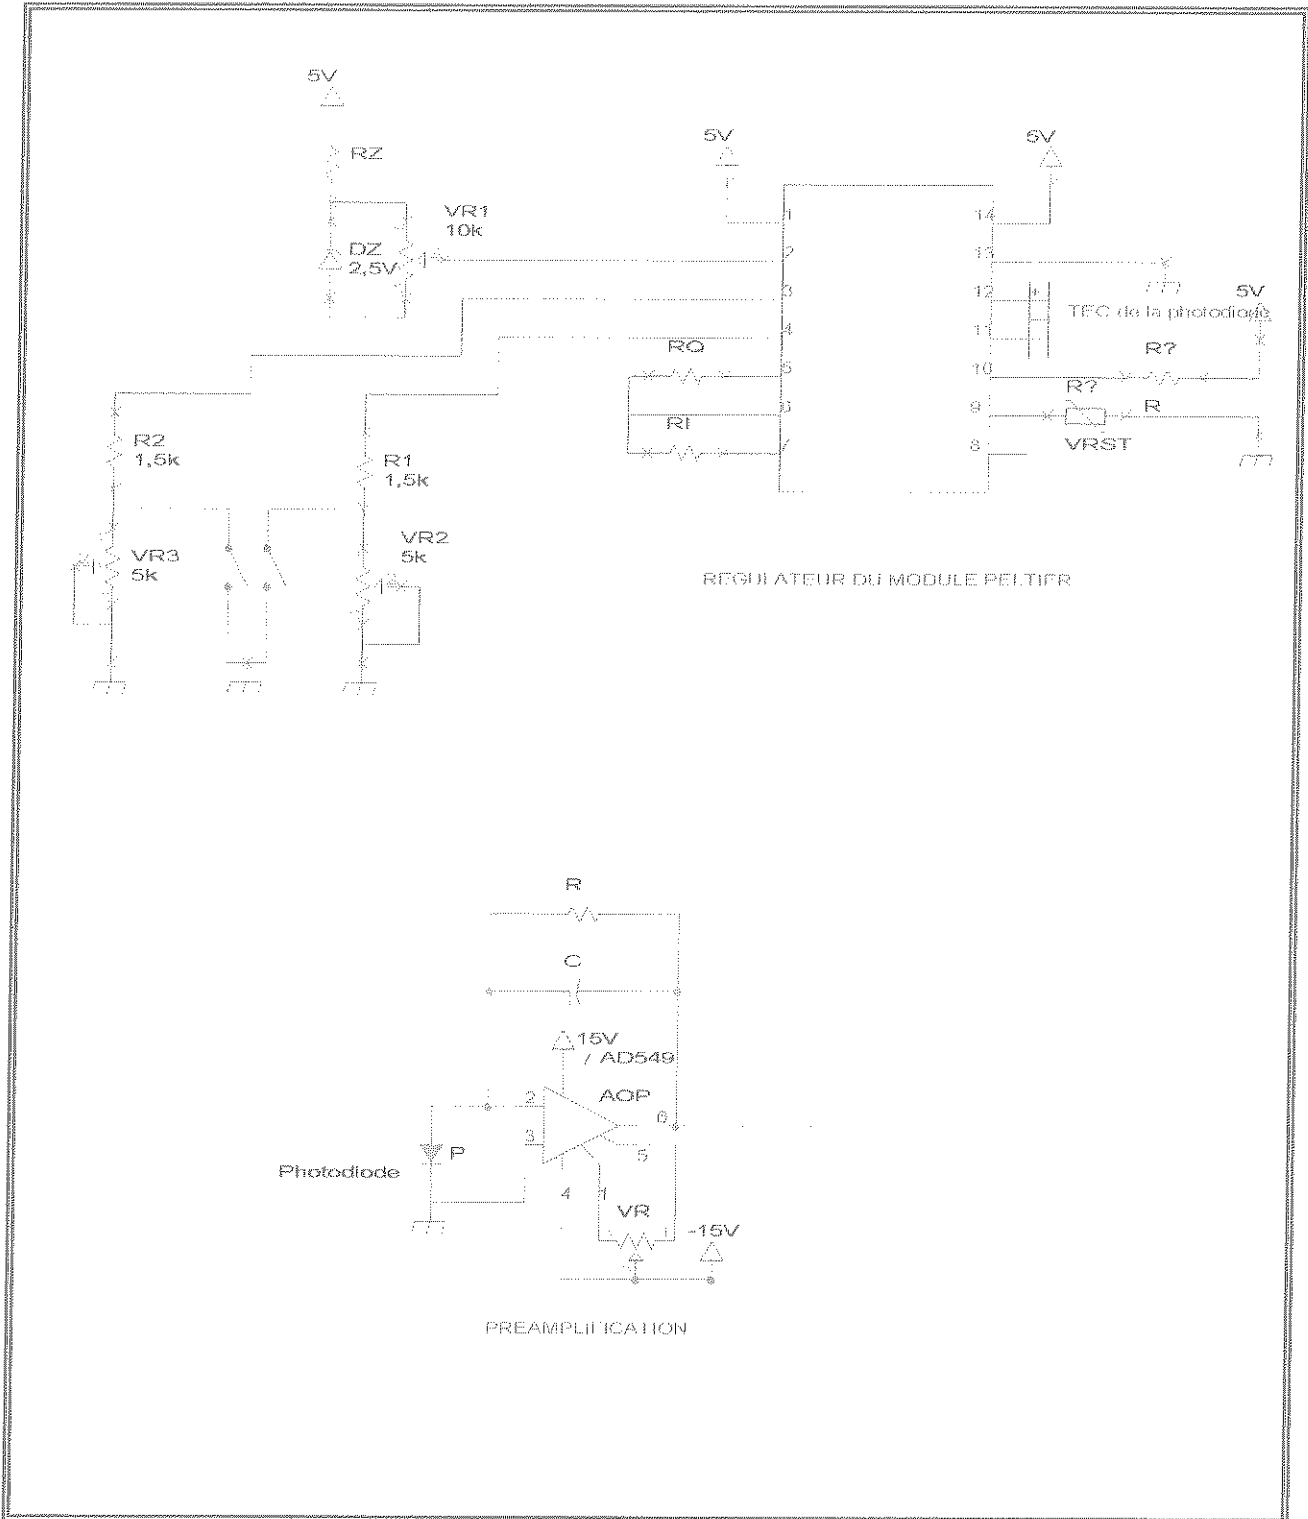 5V
RZ
VR1
10k
DZ
2,5V
5V
5V
1
2
3
4
5
6
7
14
13
12
11
10
9
8
+
TEC de la photodiode
5V
R?
R?
R
VRST
RO
RI
R2
1,5k
R1
1,5k
VR3
5k
VR2
5k
REGULATEUR DU MODULE PELTIER
R
C
15V
/ AD549
AOP
2
3
6
5
4
1
P
Photodiode
VR
-15V
PREAMPLIFICATION